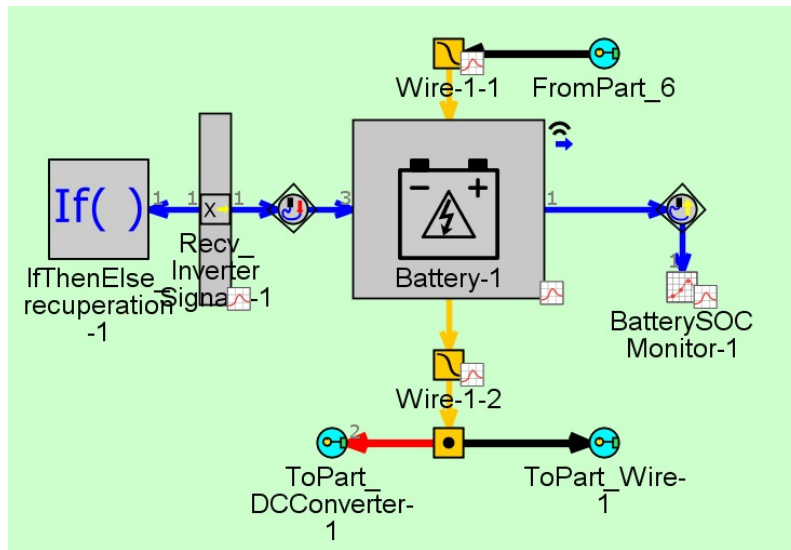 Wire-1-1
FromPart_6
If( )
1
1
X
1
3
- +
1
Battery-1
IfThenElse_
recuperation
-1
Recv_
Inverter
-1
1
BatterySOC
Monitor-1
Wire-1-2
2
ToPart_
DCConverter-
1
ToPart_Wire-
1